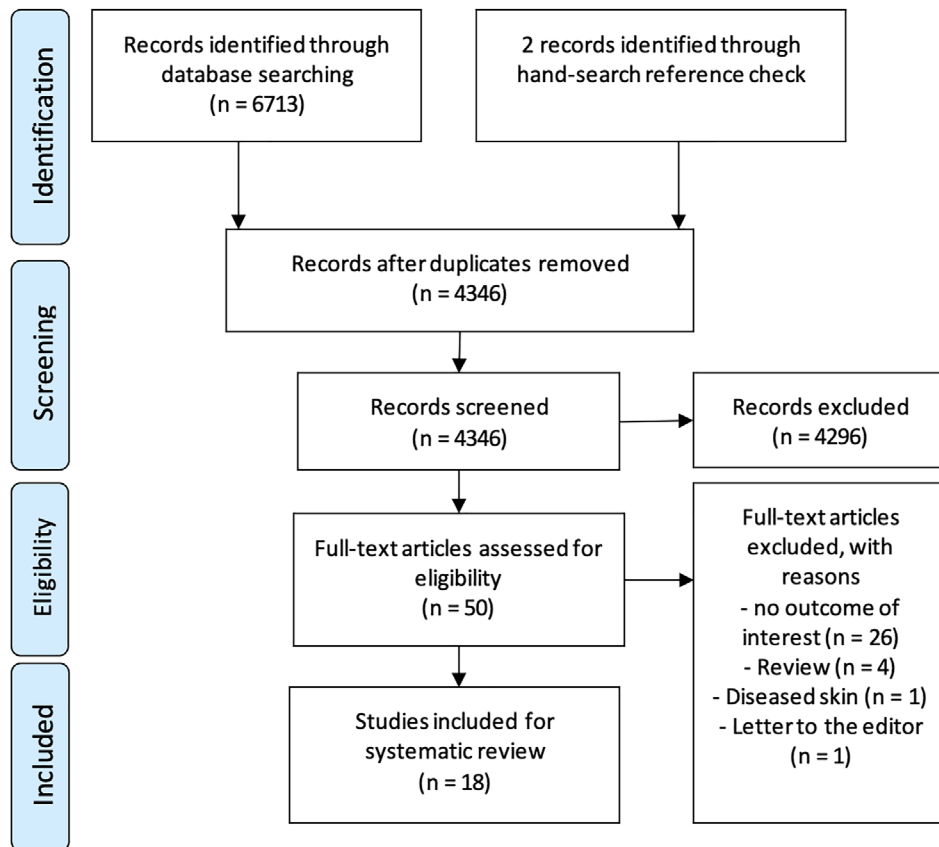 Identification
Records identified through
database searching
(n = 6713)
2 records identified through
hand-search reference check
Records after duplicates removed
(n = 4346)
Screening
Records screened
(n = 4346)
Records excluded
(n = 4296)
Eligibility
Full-text articles assessed for
eligibility
(n = 50)
Full-text articles
excluded, with
reasons
- no outcome of
interest (n = 26)
- Review (n = 4)
- Diseased skin (n = 1)
- Letter to the editor
(n = 1)
Included
Studies included for
systematic review
(n = 18)